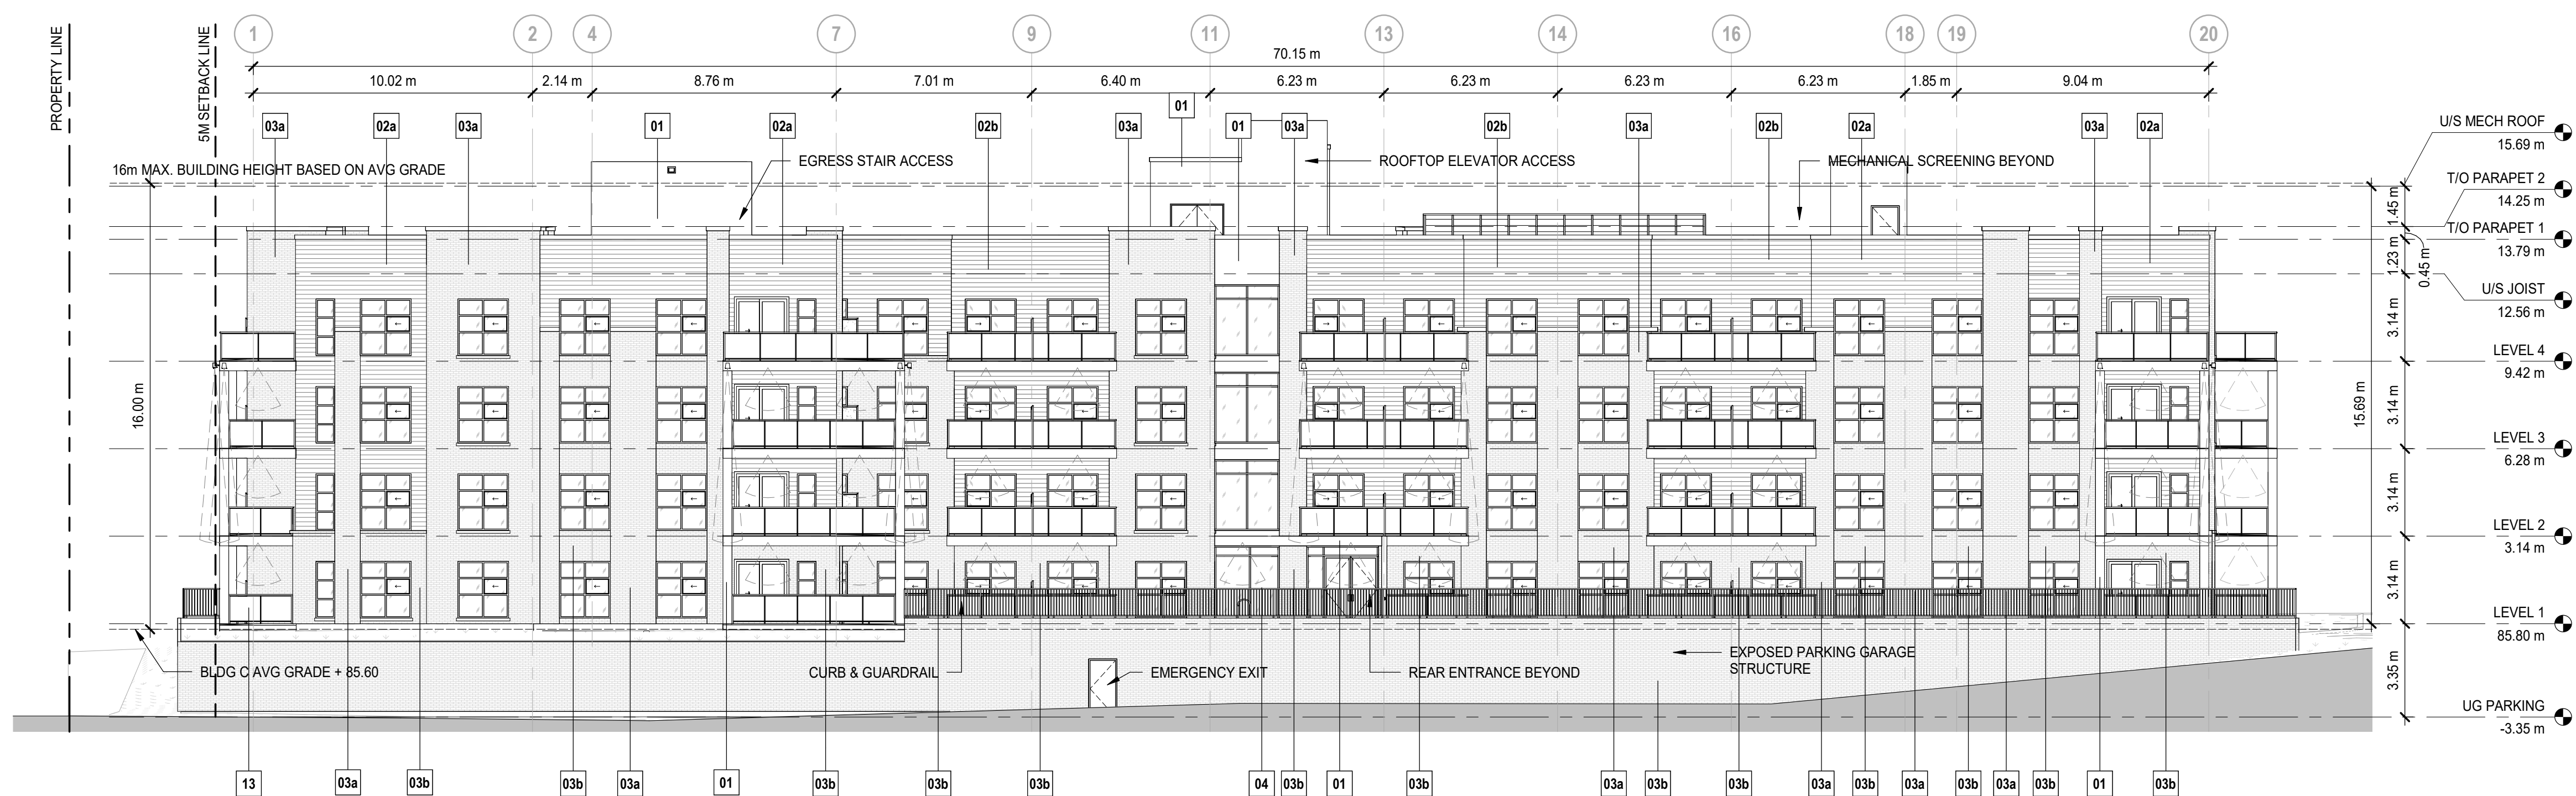 PROPERTY LINE
5M SETBACK LINE
1
2
4
7
9
11
13
14
16
18
19
20
70.15 m
10.02 m
2.14 m
8.76 m
7.01 m
6.40 m
6.23 m
6.23 m
6.23 m
6.23 m
1.85 m
9.04 m
01
03a
02a
03a
01
02a
02b
03a
01
03a
02b
03a
02b
02a
03a
02a
16m MAX. BUILDING HEIGHT BASED ON AVG GRADE
EGRESS STAIR ACCESS
ROOFTOP ELEVATOR ACCESS
MECHANICAL SCREENING BEYOND
U/S MECH ROOF
15.69 m
T/O PARAPET 2
14.25 m
T/O PARAPET 1
13.79 m
U/S JOIST
12.56 m
LEVEL 4
9.42 m
LEVEL 3
6.28 m
LEVEL 2
3.14 m
LEVEL 1
85.80 m
UG PARKING
-3.35 m
1.45 m
0.45 m
1.23 m
3.14 m
3.14 m
3.14 m
3.14 m
3.35 m
15.69 m
16.00 m
BLDG C AVG GRADE + 85.60
CURB & GUARDRAIL
EMERGENCY EXIT
REAR ENTRANCE BEYOND
EXPOSED PARKING GARAGE
STRUCTURE
13
03a
03b
03b
03a
01
03b
03b
03b
04
03b
01
03b
03a
03b
03b
03a
03b
03a
03b
03a
03b
01
03b